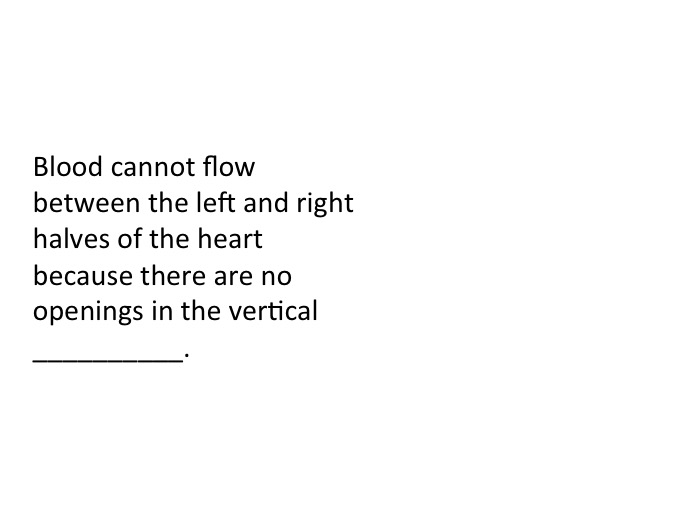 Blood cannot flow
between the left and right
halves of the heart
because there are no
openings in the vertical
__________.